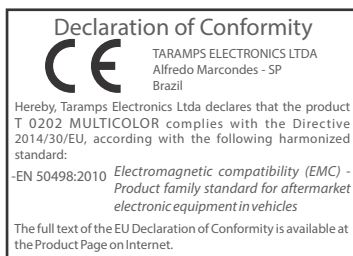 Declaration of Conformity
CE
TARAMPS ELECTRONICS LTDA
Alfredo Marcondes - SP
Brazil
Hereby, Taramps Electronics Ltda declares that the product
T 0202 MULTICOLOR complies with the Directive
2014/30/EU, according with the following harmonized
standard:
-EN 50498:2010 Electromagnetic compatibility (EMC) -
Product family standard for aftermarket
electronic equipment in vehicles
The full text of the EU Declaration of Conformity is available at
the Product Page on Internet.